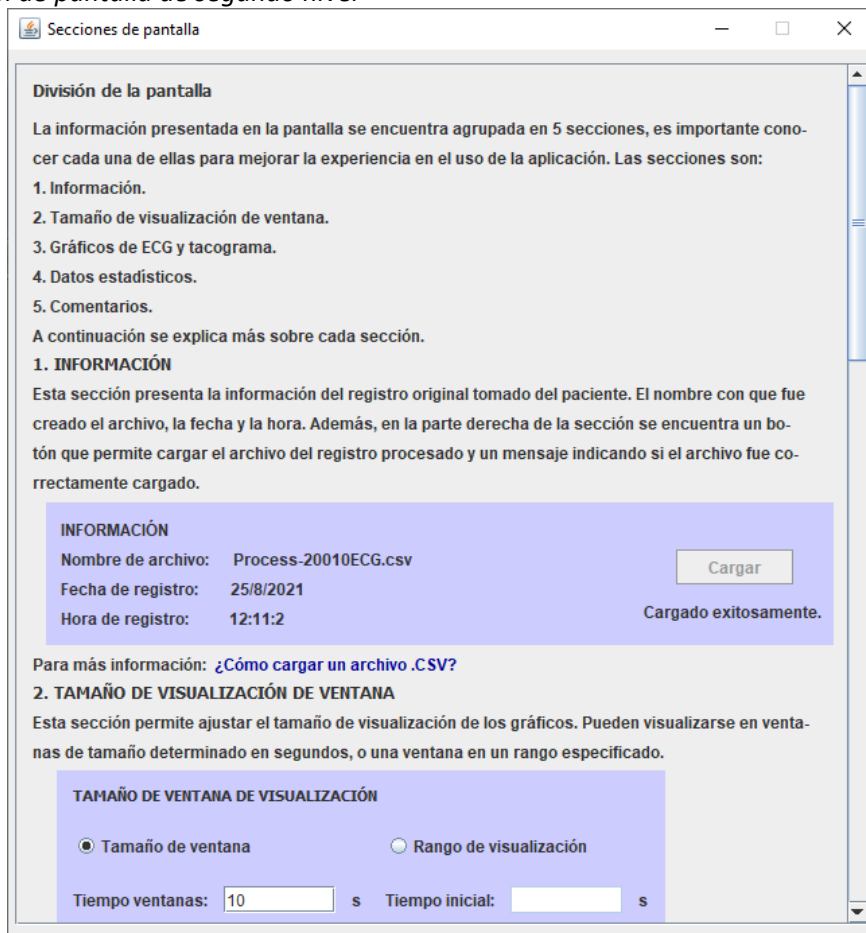 de pantalla de segundo nivel
Secciones de pantalla
División de la pantalla
La información presentada en la pantalla se encuentra agrupada en 5 secciones, es importante cono-
cer cada una de ellas para mejorar la experiencia en el uso de la aplicación. Las secciones son:
1. Información.
2. Tamaño de visualización de ventana.
3. Gráficos de ECG y tacograma.
4. Datos estadísticos.
5. Comentarios.
A continuación se explica más sobre cada sección.
1. INFORMACIÓN
Esta sección presenta la información del registro original tomado del paciente. El nombre con que fue
creado el archivo, la fecha y la hora. Además, en la parte derecha de la sección se encuentra un bo-
tón que permite cargar el archivo del registro procesado y un mensaje indicando si el archivo fue co-
rrectamente cargado.
INFORMACIÓN
Nombre de archivo: Process-20010ECG.csv
Cargar
Fecha de registro: 25/8/2021
Hora de registro: 12:11:2
Cargado exitosamente.
Para más información: ¿Cómo cargar un archivo .CSV?
2. TAMAÑO DE VISUALIZACIÓN DE VENTANA
Esta sección permite ajustar el tamaño de visualización de los gráficos. Pueden visualizarse en venta-
nas de tamaño determinado en segundos, o una ventana en un rango especificado.
TAMAÑO DE VENTANA DE VISUALIZACIÓN
Tamaño de ventana Rango de visualización
Tiempo ventanas: 10 s Tiempo inicial: s